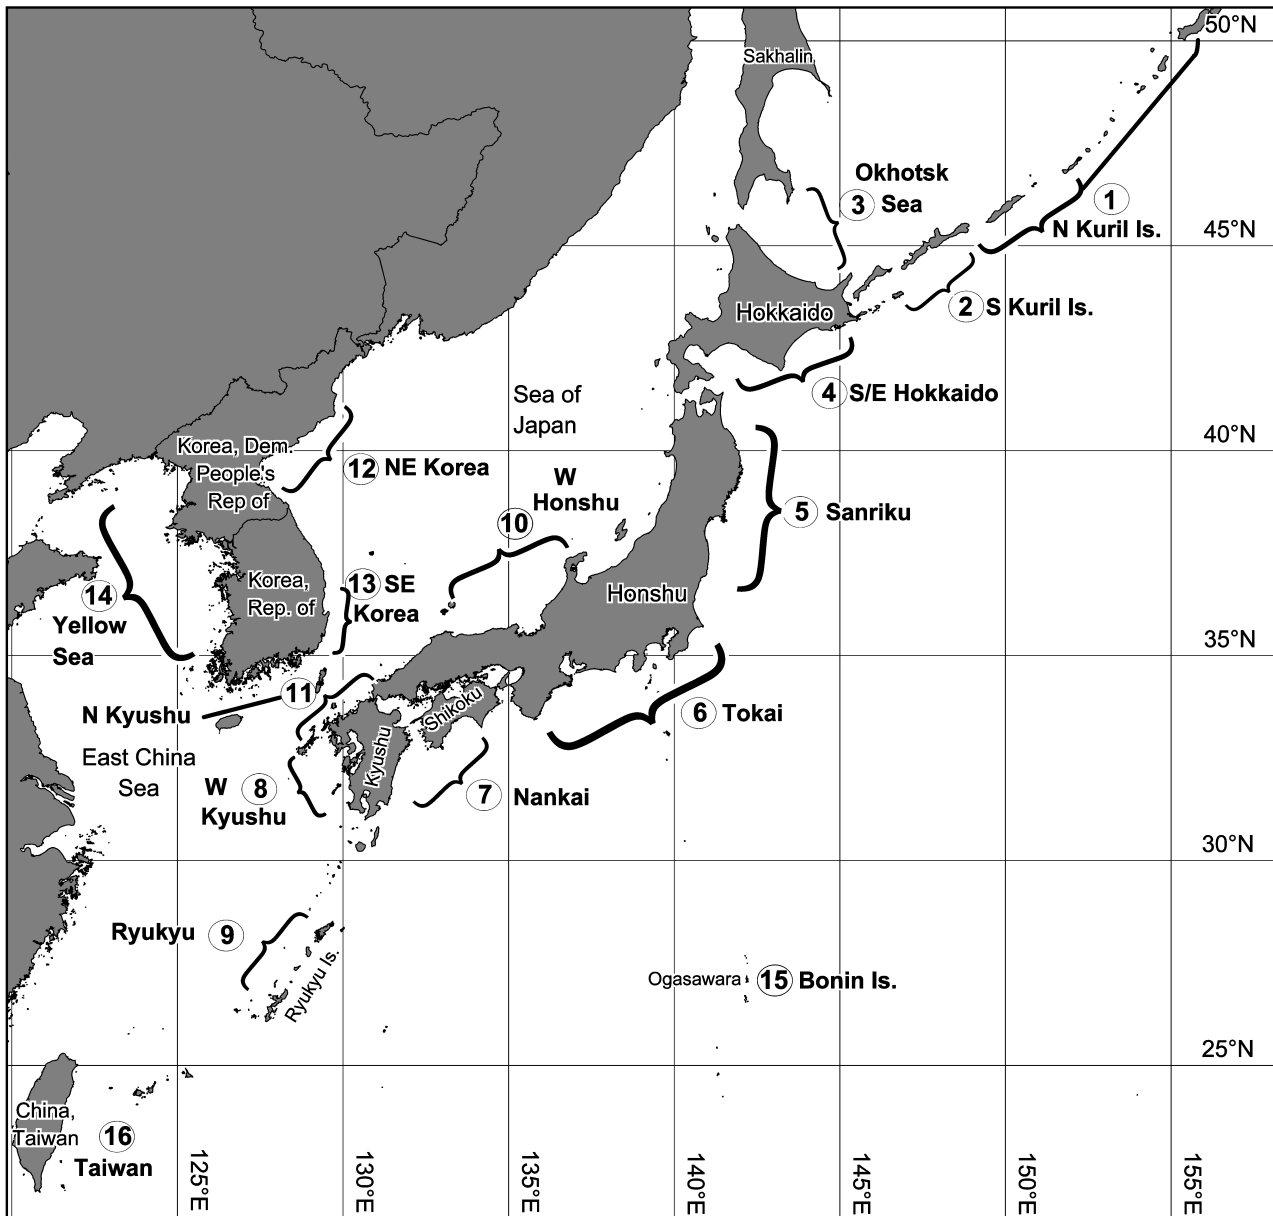 50°N
Sakhalin
Okhotsk
3 Sea
1
N Kuril Is.
45°N
2 S Kuril Is.
Hokkaido
4 S/E Hokkaido
Sea of
Japan
40°N
Korea, Dem.
People's
Rep of
12 NE Korea
W
Honshu
10
5 Sanriku
Korea,
Rep. of
13 SE
Korea
Honshu
14
Yellow
Sea
35°N
11
N Kyushu
Shikoku
6 Tokai
Kyushu
East China
Sea
W 8
Kyushu
7 Nankai
30°N
Ryukyu 9
Ryukyu Is.
Ogasawara 15 Bonin Is.
25°N
China,
Taiwan
16
Taiwan
125°E
130°E
135°E
140°E
145°E
150°E
155°E